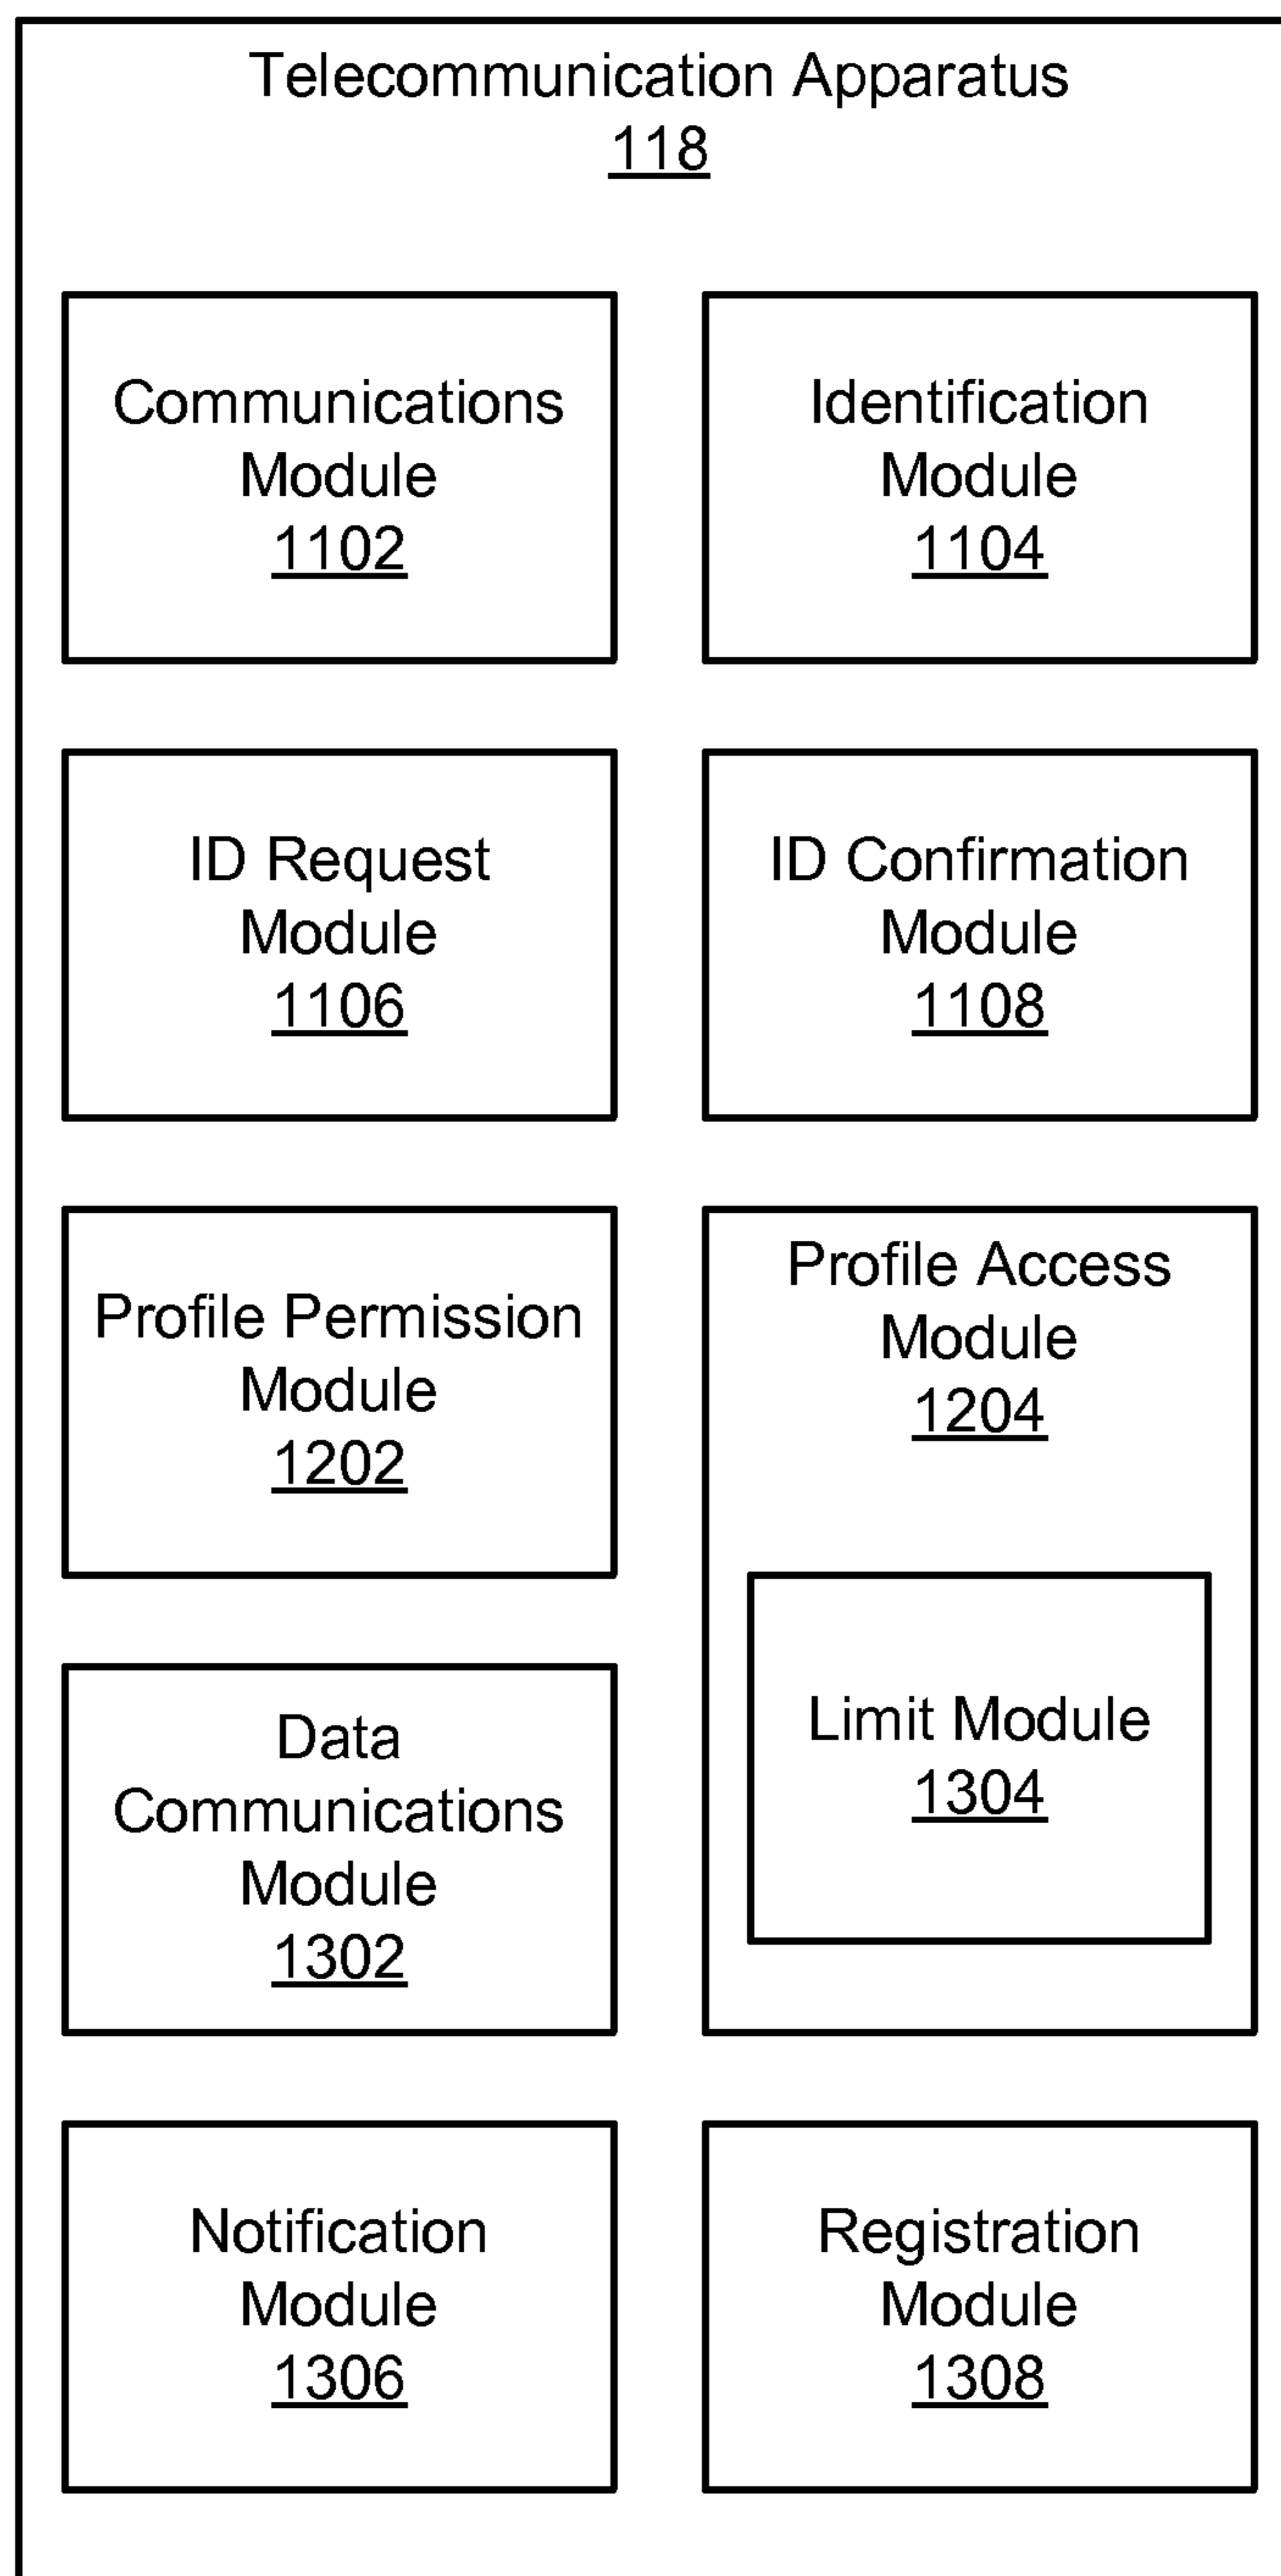 Telecommunication Apparatus
118
Communications
Module
1102
Identification
Module
1104
ID Request
Module
1106
ID Confirmation
Module
1108
Profile Permission
Module
1202
Profile Access
Module
1204
Limit Module
1304
Data
Communications
Module
1302
Notification
Module
1306
Registration
Module
1308